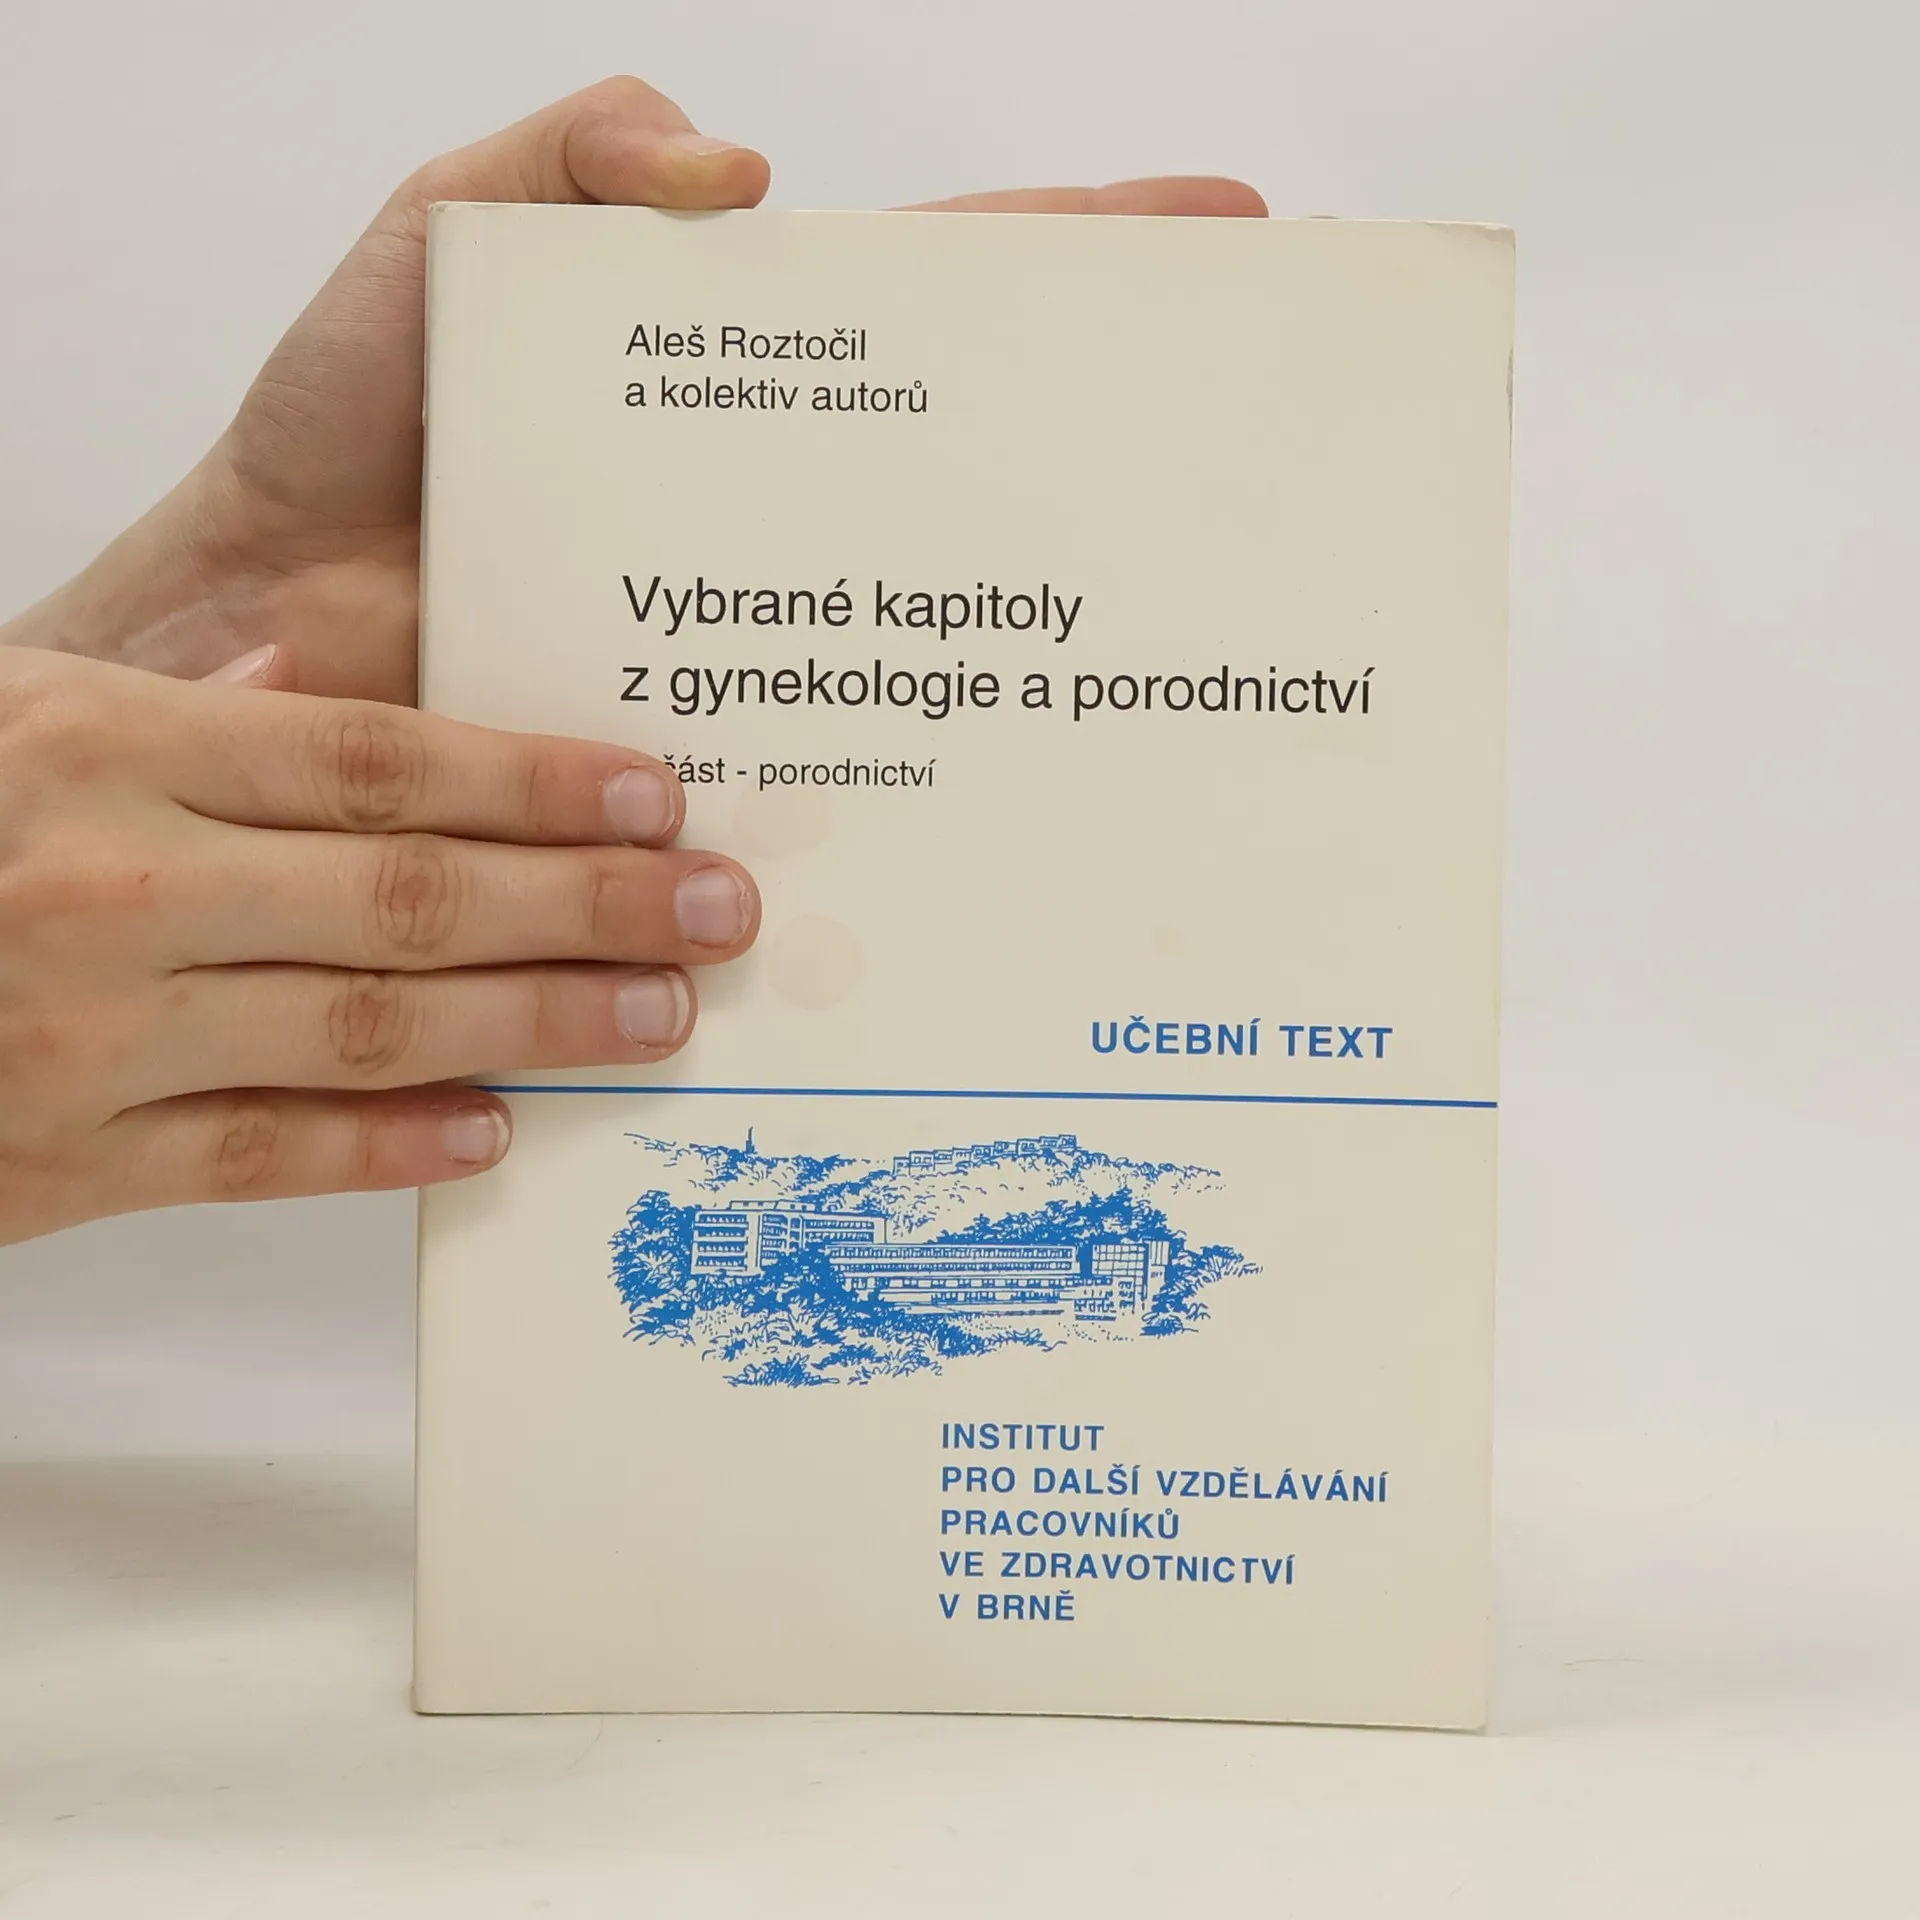 Aleš Roztočil
a kolektiv autorů
Vybrané kapitoly
z gynekologie a porodnictví
část - porodnictví
UČEBNÍ TEXT
INSTITUT
PRO DALŠÍ VZDĚLÁVÁNÍ
PRACOVNÍKŮ
VE ZDRAVOTNICTVÍ
V BRNĚ